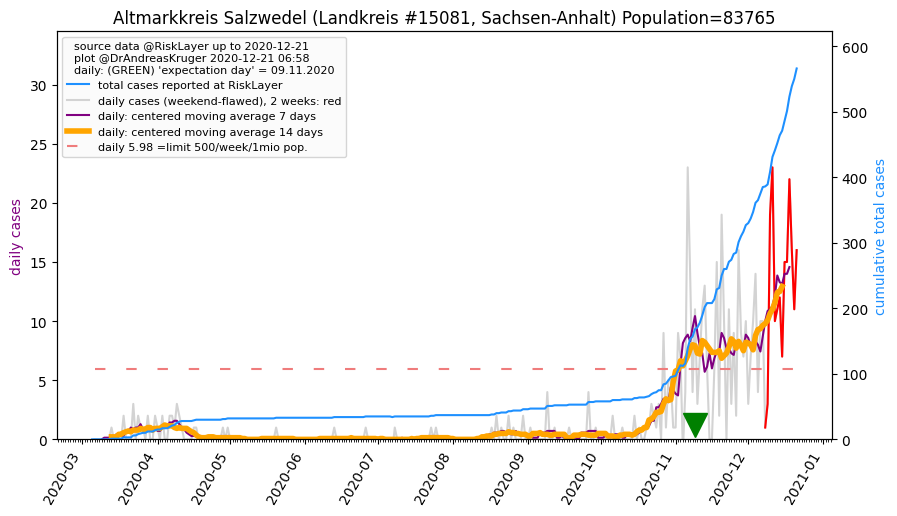 Altmarkkreis Salzwedel (Landkreis #15081, Sachsen-Anhalt) Population=83765
source data @RiskLayer up to 2020-12-21
plot @DrAndreasKruger 2020-12-21 06:58
daily: (GREEN) 'expectation day' = 09.11.2020
total cases reported at RiskLayer
daily cases (weekend-flawed), 2 weeks: red
daily: centered moving average 7 days
daily: centered moving average 14 days
daily 5.98 =limit 500/week/1mio pop.
daily cases
30
25
20
15
10
5
0
cumulative total cases
600
500
400
300
200
100
0
2020-03
2020-04
2020-05
2020-06
2020-07
2020-08
2020-09
2020-10
2020-11
2020-12
2021-01